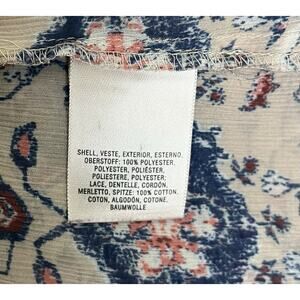 SHELL, VESTE, EXTERIOR, ESTERNO,
OBERSTOFF: 100% POLYESTER,
POLYESTER, POLIÉSTER,
POLIESTERE, POLYESTER;
LACE, DENTELLE, CORDÓN,
MERLETTO, SPITZE: 100% COTTON,
COTON, ALGODÓN, COTONE,
BAUMWOLLE